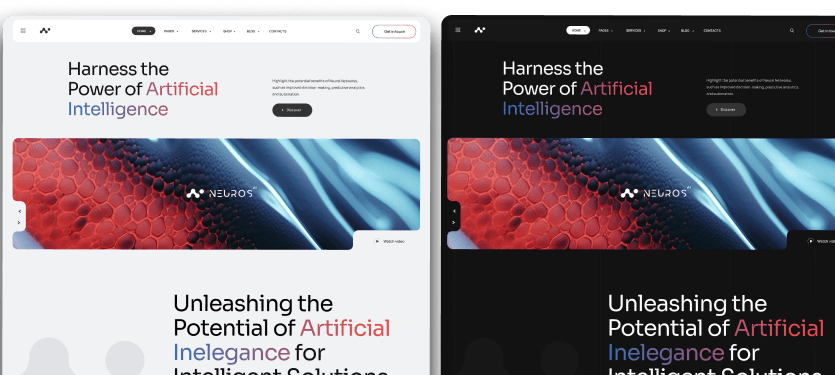 HOME
PAGES
SERVICES
SHOP
BLOG
CONTACTS
Get in touch
Harness the
Power of Artificial
Intelligence
Highlight the potential benefits of Neural Networks,
such as improved decision-making, predictive analytics,
and automation.
Discover
NEUROS
Watch video
Unleashing the
Potential of Artificial
Inelegance for
Intelligent Solutions
HOME
PAGES
SERVICES
SHOP
BLOG
CONTACTS
Get in touch
Harness the
Power of Artificial
Intelligence
Highlight the potential benefits of Neural Networks,
such as improved decision-making, predictive analytics,
and automation.
Discover
NEUROS
Watch video
Unleashing the
Potential of Artificial
Inelegance for
Intelligent Solutions